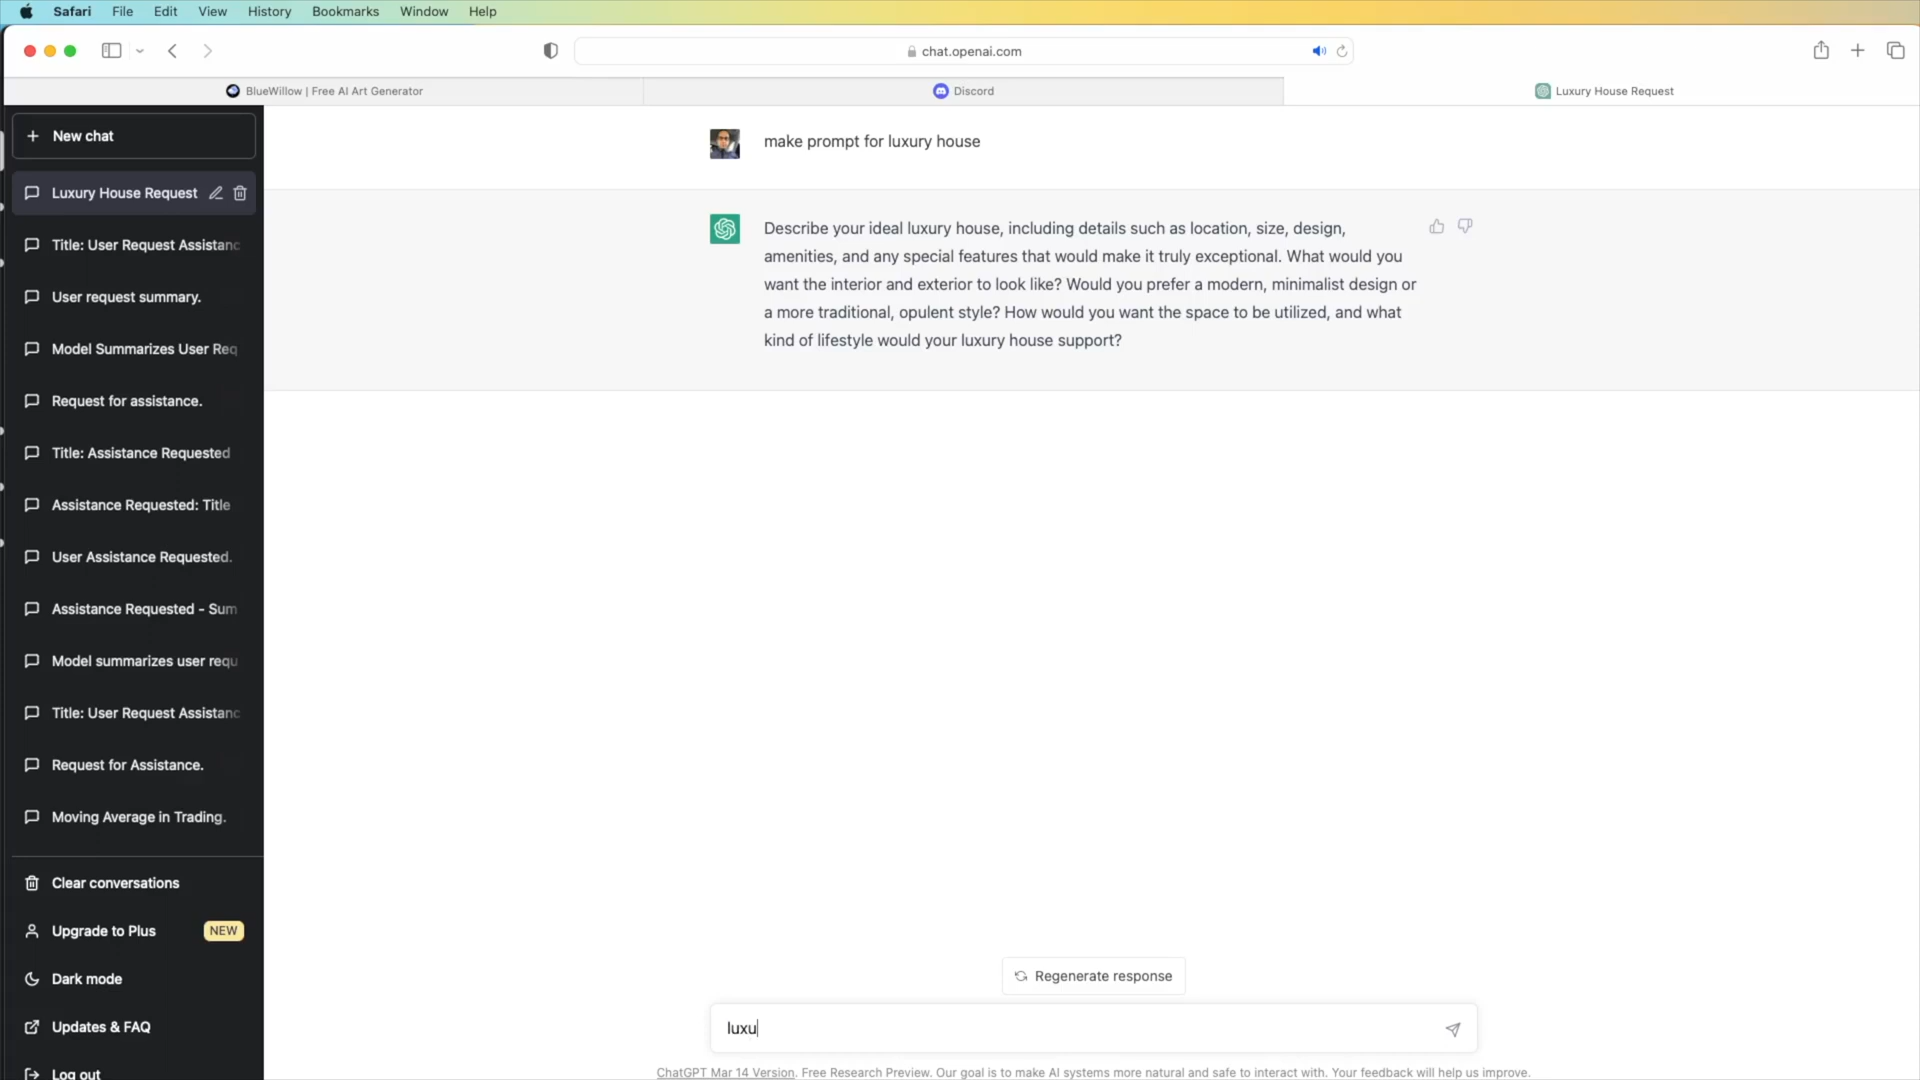 Safari File Edit View History Bookmarks Window Help
chat.openai.com
BlueWillow | Free AI Art Generator
Discord
Luxury House Request
New chat
Luxury House Request
Title: User Request Assistanc
User request summary.
Model Summarizes User Req
Request for assistance.
Title: Assistance Requested
Assistance Requested: Title
User Assistance Requested.
Assistance Requested - Sum
Model summarizes user requ
Title: User Request Assistanc
Request for Assistance.
Moving Average in Trading.
Clear conversations
Upgrade to Plus NEW
Dark mode
Updates & FAQ
Log out
make prompt for luxury house
Describe your ideal luxury house, including details such as location, size, design,
amenities, and any special features that would make it truly exceptional. What would you
want the interior and exterior to look like? Would you prefer a modern, minimalist design or
a more traditional, opulent style? How would you want the space to be utilized, and what
kind of lifestyle would your luxury house support?
Regenerate response
luxu
ChatGPT Mar 14 Version. Free Research Preview. Our goal is to make AI systems more natural and safe to interact with. Your feedback will help us improve.